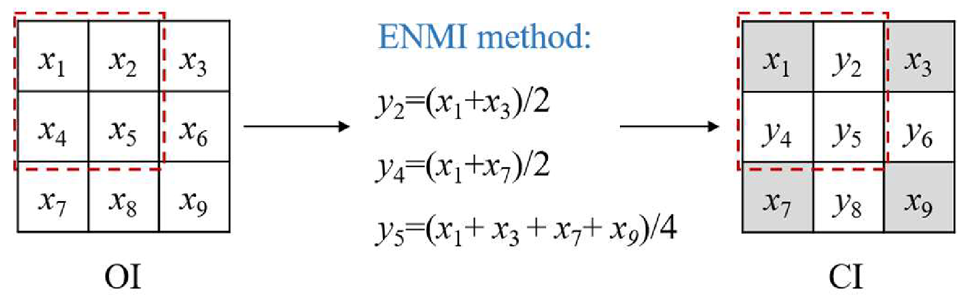 x₁ x₂ x₃
x₄ x₅ x₆
x₇ x₈ x₉
OI
ENMI method:
y₂=(x₁+x₃)/2
y₄=(x₁+x₇)/2
y₅=(x₁+ x₃ + x₇+ x₉)/4
x₁ y₂ x₃
y₄ y₅ y₆
x₇ y₈ x₉
CI